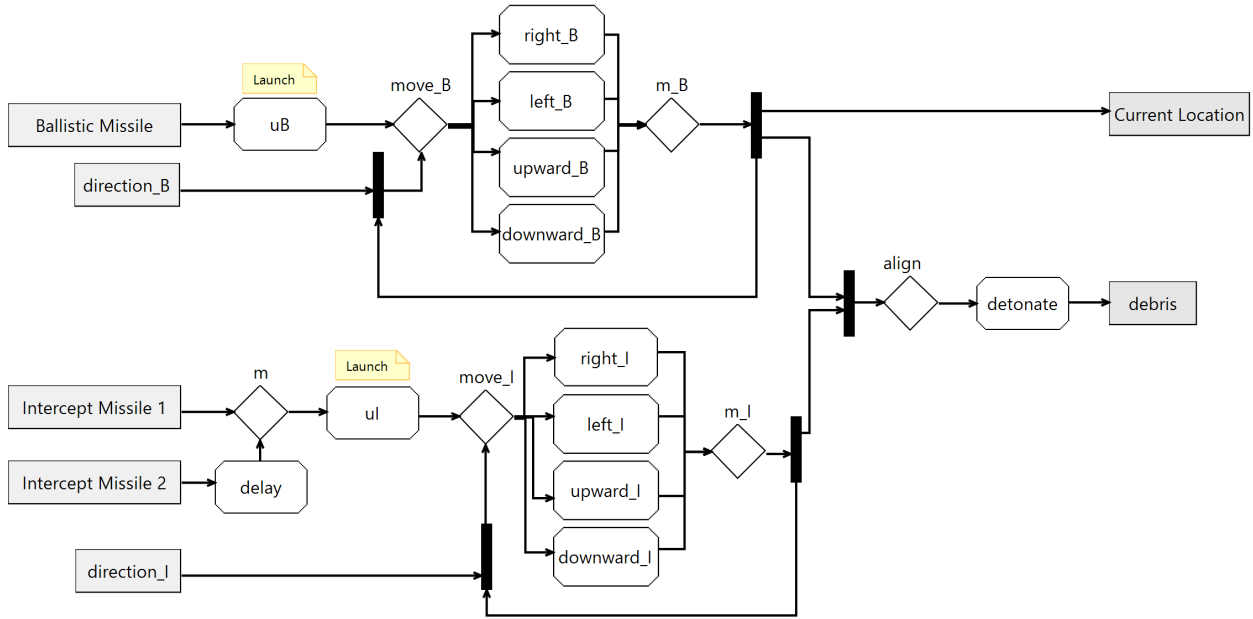 right_B
Launch
move_B
m_B
left_B
Ballistic Missile
uB
Current Location
direction_B
upward_B
downward_B
align
detonate
debris
right_I
Launch
m
move_I
Intercept Missile 1
uI
left_I
m_I
Intercept Missile 2
delay
upward_I
direction_I
downward_I